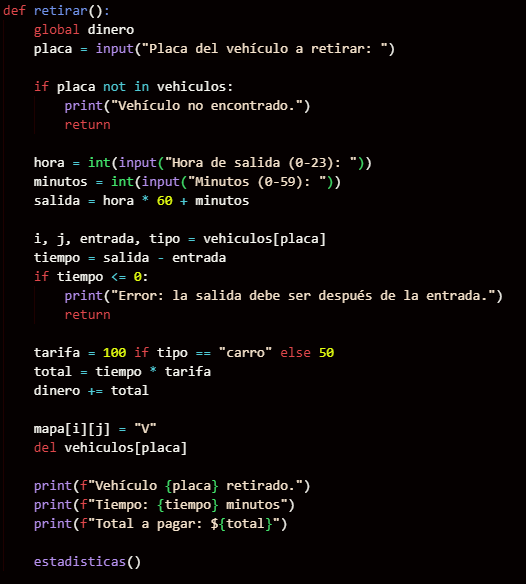 def retirar():
    global dinero
    placa = input("Placa del vehículo a retirar: ")
    if placa not in vehiculos:
        print("Vehículo no encontrado.")
        return
    hora = int(input("Hora de salida (0-23): "))
    minutos = int(input("Minutos (0-59): "))
    salida = hora * 60 + minutos
    i, j, entrada, tipo = vehiculos[placa]
    tiempo = salida - entrada
    if tiempo <= 0:
        print("Error: la salida debe ser después de la entrada.")
        return
    tarifa = 100 if tipo == "carro" else 50
    total = tiempo * tarifa
    dinero += total
    mapa[i][j] = "V"
    del vehiculos[placa]
    print(f"Vehículo {placa} retirado.")
    print(f"Tiempo: {tiempo} minutos")
    print(f"Total a pagar: ${total}")
    estadisticas()